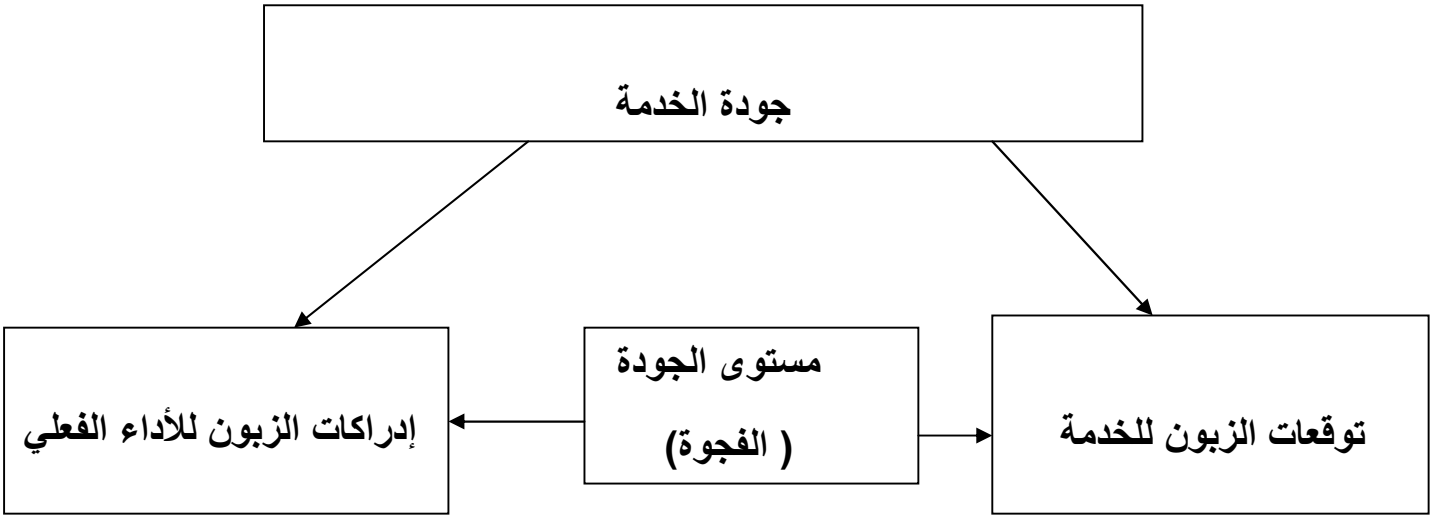 جودة الخدمة
توقعات الزبون للخدمة
مستوى الجودة
( الفجوة)
إدراكات الزبون للأداء الفعلي